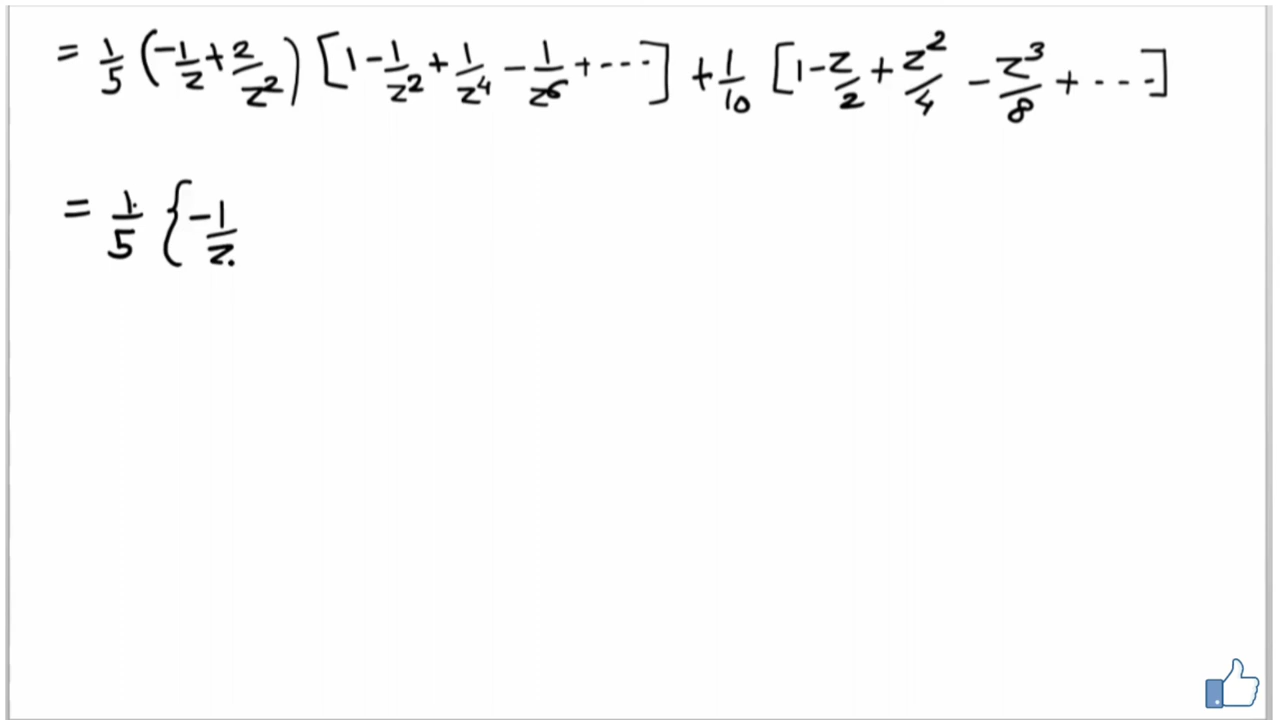 = 1/5 (-1/z + 2/z²) [1 - 1/z² + 1/z⁴ - 1/z⁶ + ...] + 1/10 [1 - z/2 + z²/4 - z³/8 + ...]
= 1/5 { -1/z